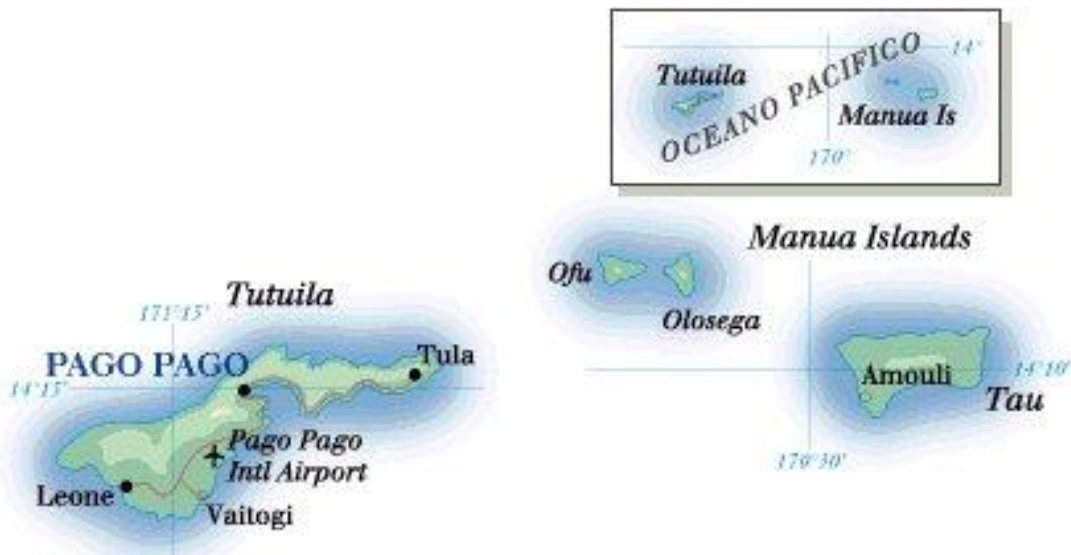 Tutuila
OCEANO PACIFICO
14°
Manua Is
170°
Manua Islands
Ofu
Olosega
Tutuila
171°15'
PAGO PAGO
Tula
14°15'
Amouli
14°10'
Tau
Pago Pago
Intl Airport
170°30'
Leone
Vaitogi